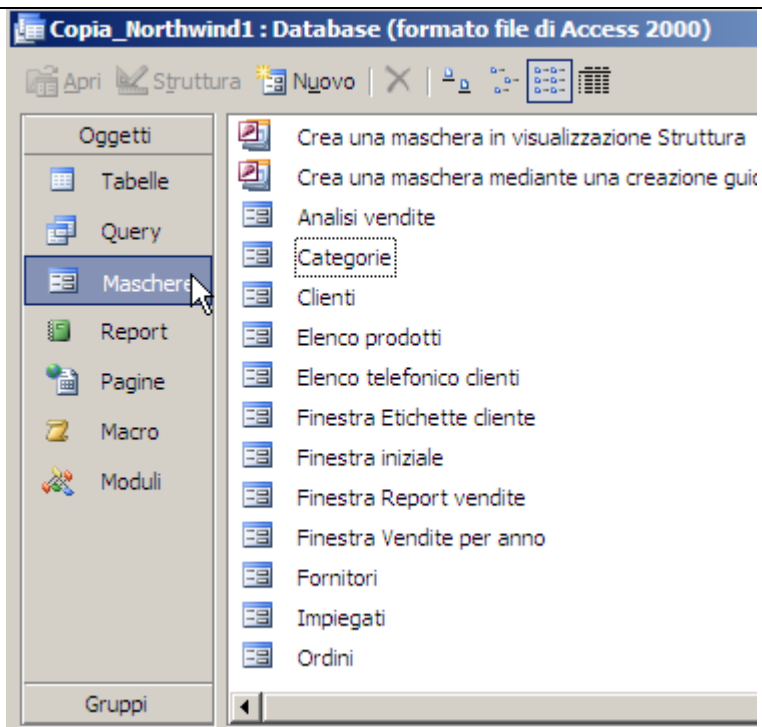 Copia_Northwind1 : Database (formato file di Access 2000)
Apri Struttura Nuovo
Oggetti
Tabelle
Query
Maschere
Report
Pagine
Macro
Moduli
Gruppi
Crea una maschera in visualizzazione Struttura
Crea una maschera mediante una creazione guid
Analisi vendite
Categorie
Clienti
Elenco prodotti
Elenco telefonico clienti
Finestra Etichette cliente
Finestra iniziale
Finestra Report vendite
Finestra Vendite per anno
Fornitori
Impiegati
Ordini